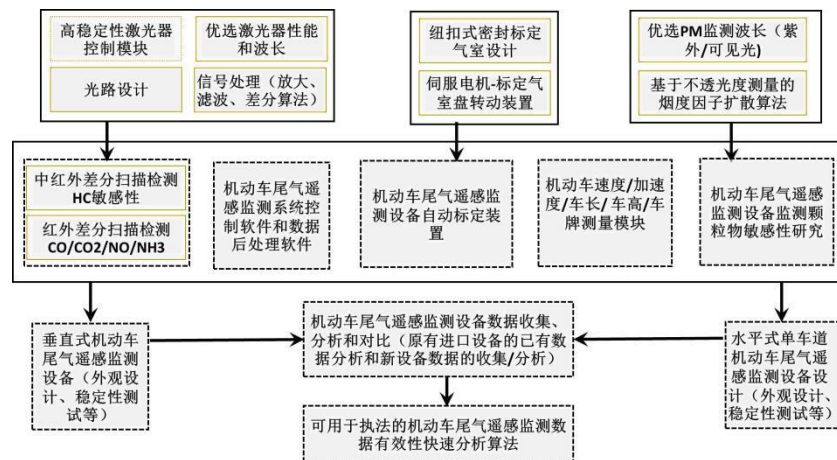 高稳定性激光器
控制模块
优选激光器性能
和波长
光路设计
信号处理（放大、
滤波、差分算法）
纽扣式密封标定
气室设计
伺服电机-标定气
室盘转动装置
优选PM监测波长（紫
外/可见光）
基于不透光度测量的
烟度因子扩散算法
中红外差分扫描检测
HC敏感性
红外差分扫描检测
CO/CO2/NO/NH3
机动车尾气遥感监测系统控
制软件和数据
后处理软件
机动车尾气遥感监
测设备自动标定装
置
机动车速度/加速
度/车长/车高/车
牌测量模块
机动车尾气遥感
监测设备监测颗
粒物敏感性研究
垂直式机动车
尾气遥感监测
设备（外观设
计、稳定性测
试等）
机动车尾气遥感监测设备数据收集、
分析和对比（原有进口设备的已有数
据分析和新设备数据的收集/分析）
水平式单车道
机动车尾气遥
感监测设备设
计（外观设计、
稳定性测试等）
可用于执法的机动车尾气遥感监测数
据有效性快速分析算法